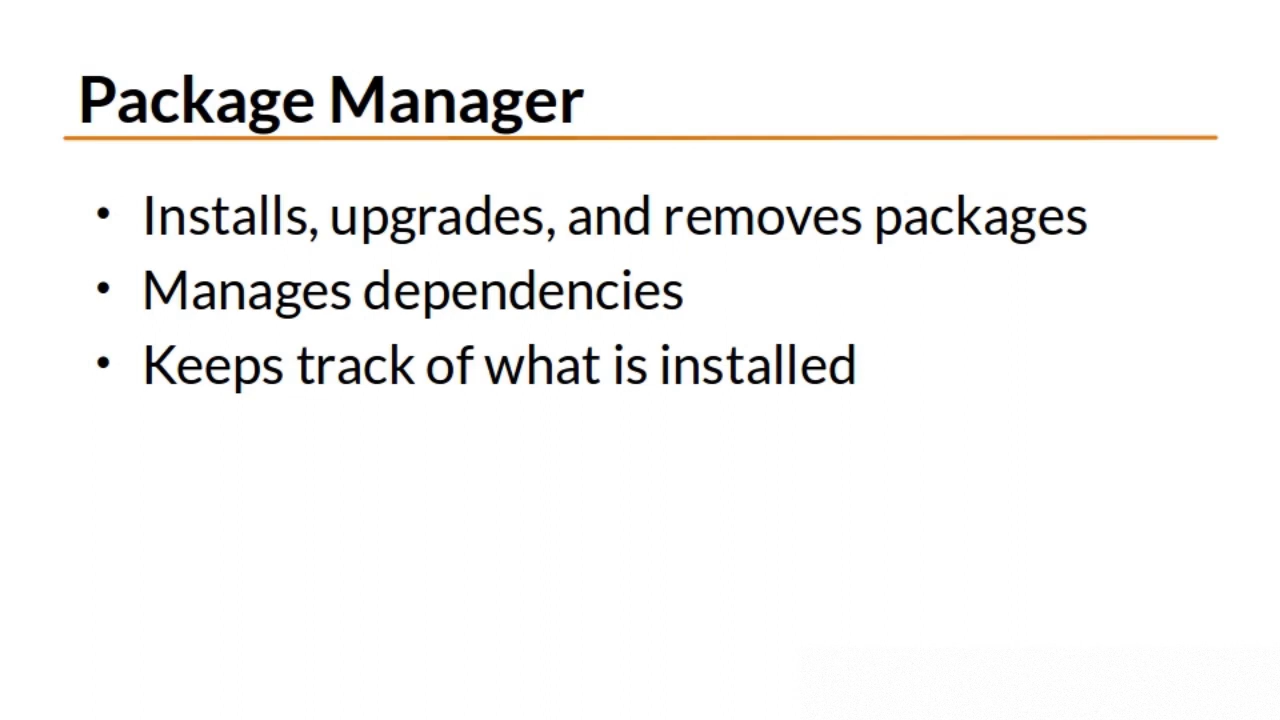 Package Manager
• Installs, upgrades, and removes packages
• Manages dependencies
• Keeps track of what is installed